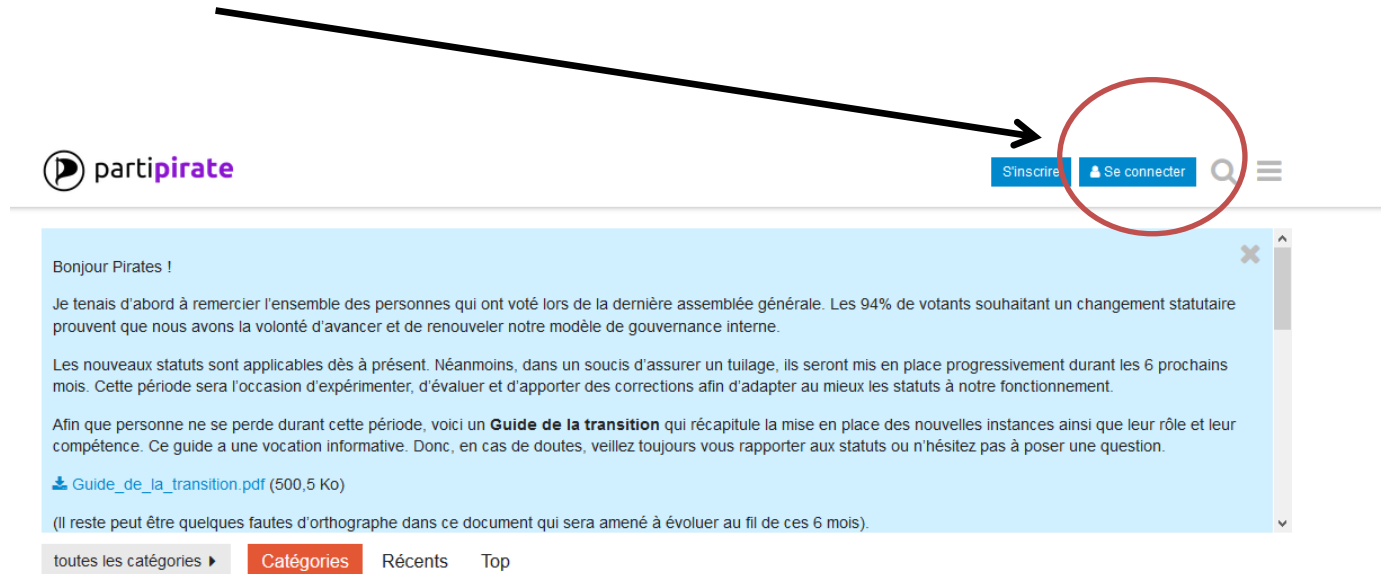 partipirate
S'inscrire
Se connecter
Bonjour Pirates !
Je tenais d’abord à remercier l’ensemble des personnes qui ont voté lors de la dernière assemblée générale. Les 94% de votants souhaitant un changement statutaire
prouvent que nous avons la volonté d’avancer et de renouveler notre modèle de gouvernance interne.
Les nouveaux statuts sont applicables dès à présent. Néanmoins, dans un soucis d’assurer un tuilage, ils seront mis en place progressivement durant les 6 prochains
mois. Cette période sera l’occasion d’expérimenter, d’évaluer et d’apporter des corrections afin d’adapter au mieux les statuts à notre fonctionnement.
Afin que personne ne se perde durant cette période, voici un Guide de la transition qui récapitule la mise en place des nouvelles instances ainsi que leur rôle et leur
compétence. Ce guide a une vocation informative. Donc, en cas de doutes, veillez toujours vous rapporter aux statuts ou n’hésitez pas à poser une question.
Guide_de_la_transition.pdf (500,5 Ko)
(Il reste peut être quelques fautes d’orthographe dans ce document qui sera amené à évoluer au fil de ces 6 mois).
toutes les catégories
Catégories
Récents
Top